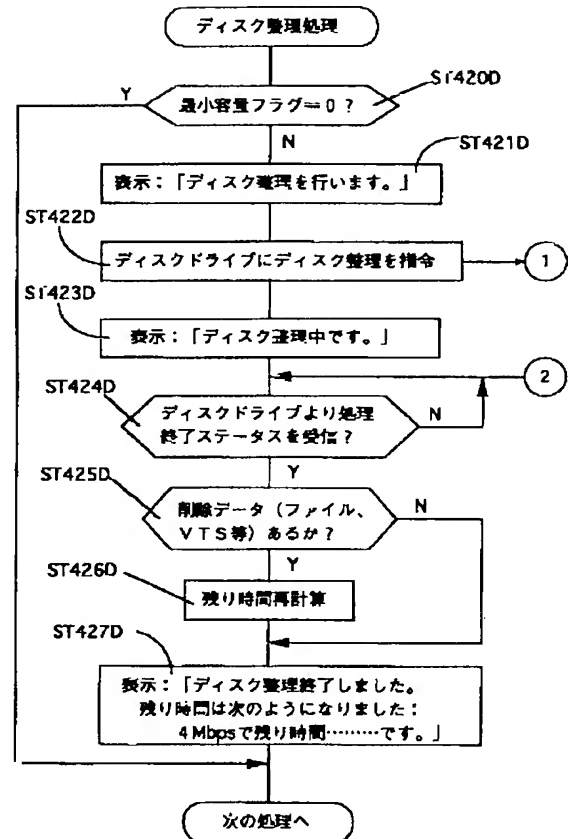 ディスク整理処理
ST420D
Y
最小容量フラグ=0?
N
ST421D
表示:「ディスク整理を行います。」
ST422D
ディスクドライブにディスク整理を指令
1
ST423D
表示:「ディスク整理中です。」
2
ST424D
ディスクドライブより処理
終了ステータスを受信?
N
Y
ST425D
削除データ(ファイル、
VTS等)あるか?
N
Y
ST426D
残り時間再計算
ST427D
表示:「ディスク整理終了しました。
残り時間は次のようになりました:
4Mbpsで残り時間………です。」
次の処理へ